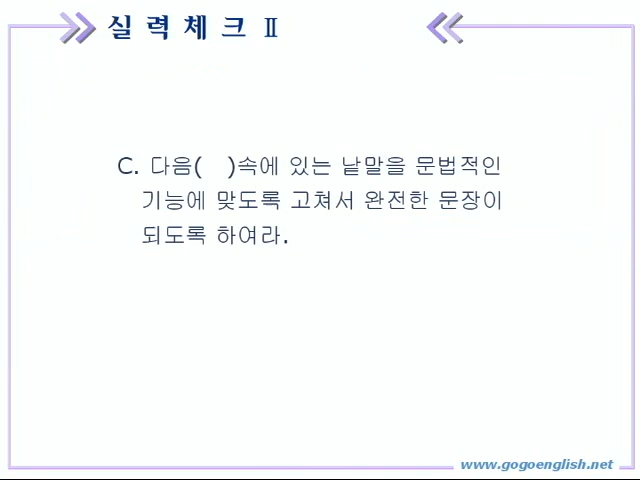 실 력 체 크 Ⅱ
C. 다음( )속에 있는 낱말을 문법적인
기능에 맞도록 고쳐서 완전한 문장이
되도록 하여라.
www.gogoenglish.net